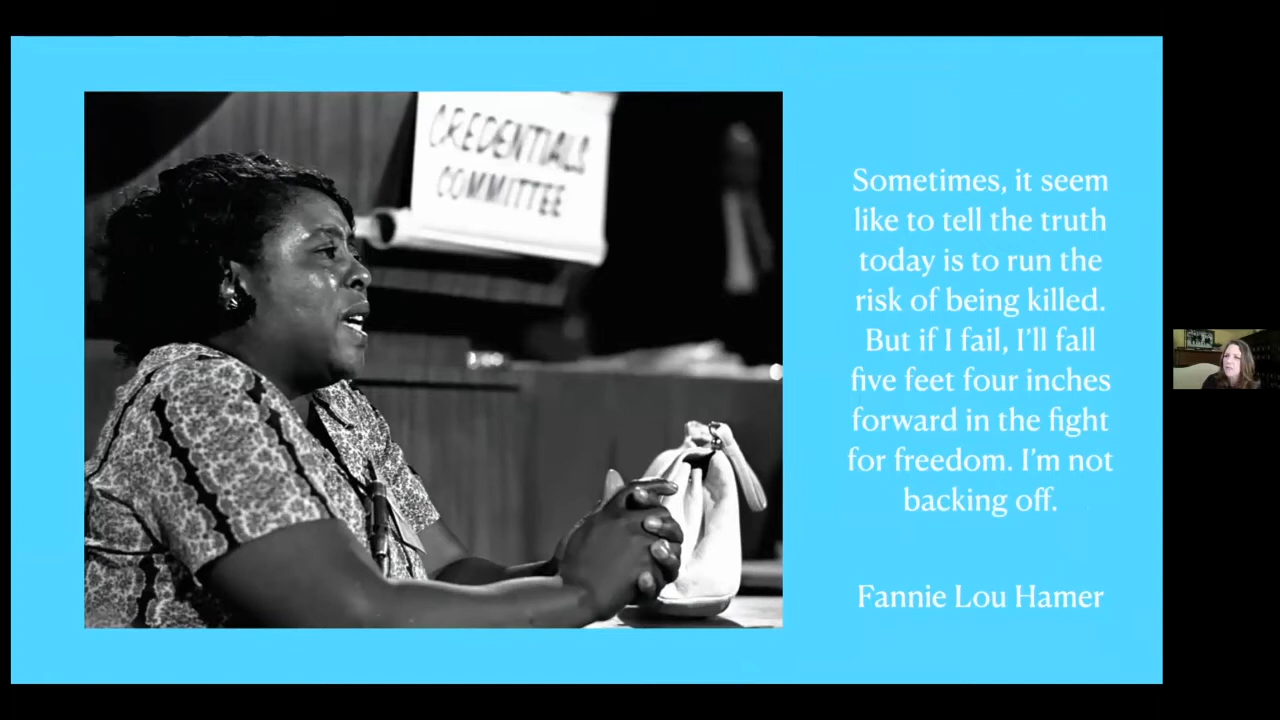 CREDENTIALS
COMMITTEE
Sometimes, it seem
like to tell the truth
today is to run the
risk of being killed.
But if I fail, I'll fall
five feet four inches
forward in the fight
for freedom. I'm not
backing off.
Fannie Lou Hamer